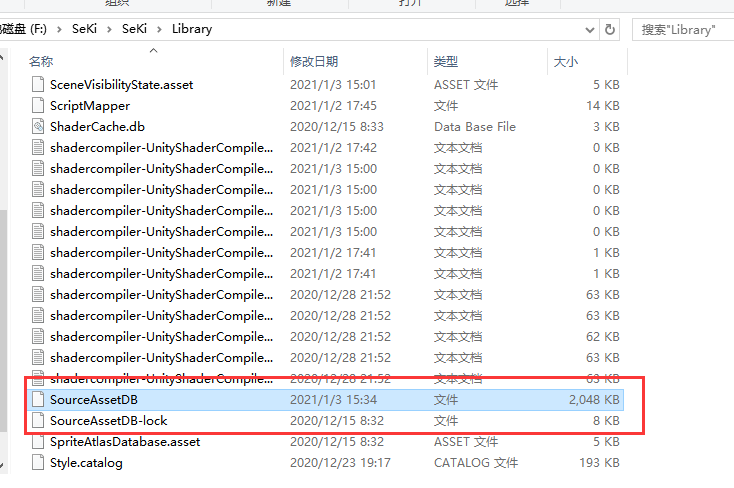 组织 新建 打开 选择
磁盘 (F:) › SeKi › SeKi › Library 搜索"Library"
名称 修改日期 类型 大小
SceneVisibilityState.asset 2021/1/3 15:01 ASSET 文件 5 KB
ScriptMapper 2021/1/2 17:45 文件 14 KB
ShaderCache.db 2020/12/15 8:33 Data Base File 3 KB
shadercompiler-UnityShaderCompile... 2021/1/2 17:42 文本文档 0 KB
shadercompiler-UnityShaderCompile... 2021/1/3 15:00 文本文档 0 KB
shadercompiler-UnityShaderCompile... 2021/1/3 15:00 文本文档 0 KB
shadercompiler-UnityShaderCompile... 2021/1/3 15:00 文本文档 0 KB
shadercompiler-UnityShaderCompile... 2021/1/3 15:00 文本文档 0 KB
shadercompiler-UnityShaderCompile... 2021/1/2 17:41 文本文档 1 KB
shadercompiler-UnityShaderCompile... 2021/1/2 17:41 文本文档 1 KB
shadercompiler-UnityShaderCompile... 2020/12/28 21:52 文本文档 63 KB
shadercompiler-UnityShaderCompile... 2020/12/28 21:52 文本文档 63 KB
shadercompiler-UnityShaderCompile... 2020/12/28 21:52 文本文档 62 KB
shadercompiler-UnityShaderCompile... 2020/12/28 21:52 文本文档 63 KB
shadercompiler-UnityShaderCompile... 2020/12/28 21:52 文本文档 63 KB
SourceAssetDB 2021/1/3 15:34 文件 2,048 KB
SourceAssetDB-lock 2020/12/15 8:32 文件 8 KB
SpriteAtlasDatabase.asset 2020/12/15 8:32 ASSET 文件 5 KB
Style.catalog 2020/12/23 19:17 CATALOG 文件 193 KB